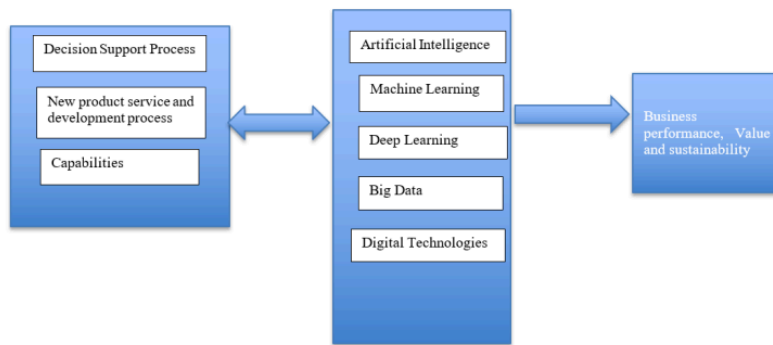 Decision Support Process
New product service and
development process
Capabilities
Artificial Intelligence
Machine Learning
Deep Learning
Big Data
Digital Technologies
Business
performance, Value
and sustainability